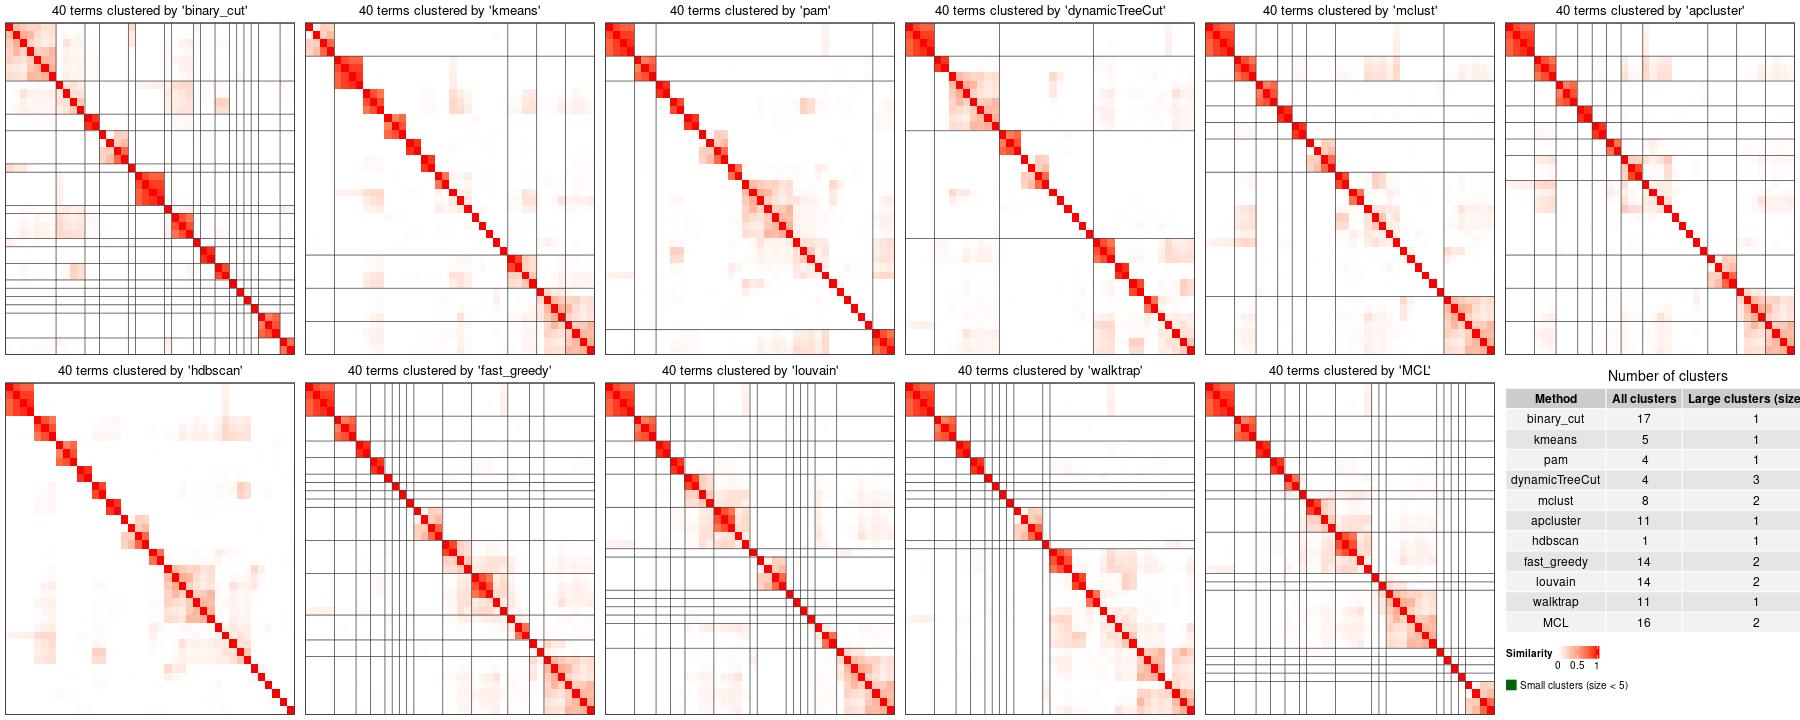 40 terms clustered by 'binary_cut'
40 terms clustered by 'kmeans'
40 terms clustered by 'pam'
40 terms clustered by 'dynamicTreeCut'
40 terms clustered by 'mclust'
40 terms clustered by 'apcluster'
40 terms clustered by 'hdbscan'
40 terms clustered by 'fast_greedy'
40 terms clustered by 'louvain'
40 terms clustered by 'walktrap'
40 terms clustered by 'MCL'
Number of clusters
Method All clusters Large clusters (size
binary_cut 17 1
kmeans 5 1
pam 4 1
dynamicTreeCut 4 3
mclust 8 2
apcluster 11 1
hdbscan 1 1
fast_greedy 14 2
louvain 14 2
walktrap 11 1
MCL 16 2
Similarity
0 0.5 1
Small clusters (size < 5)